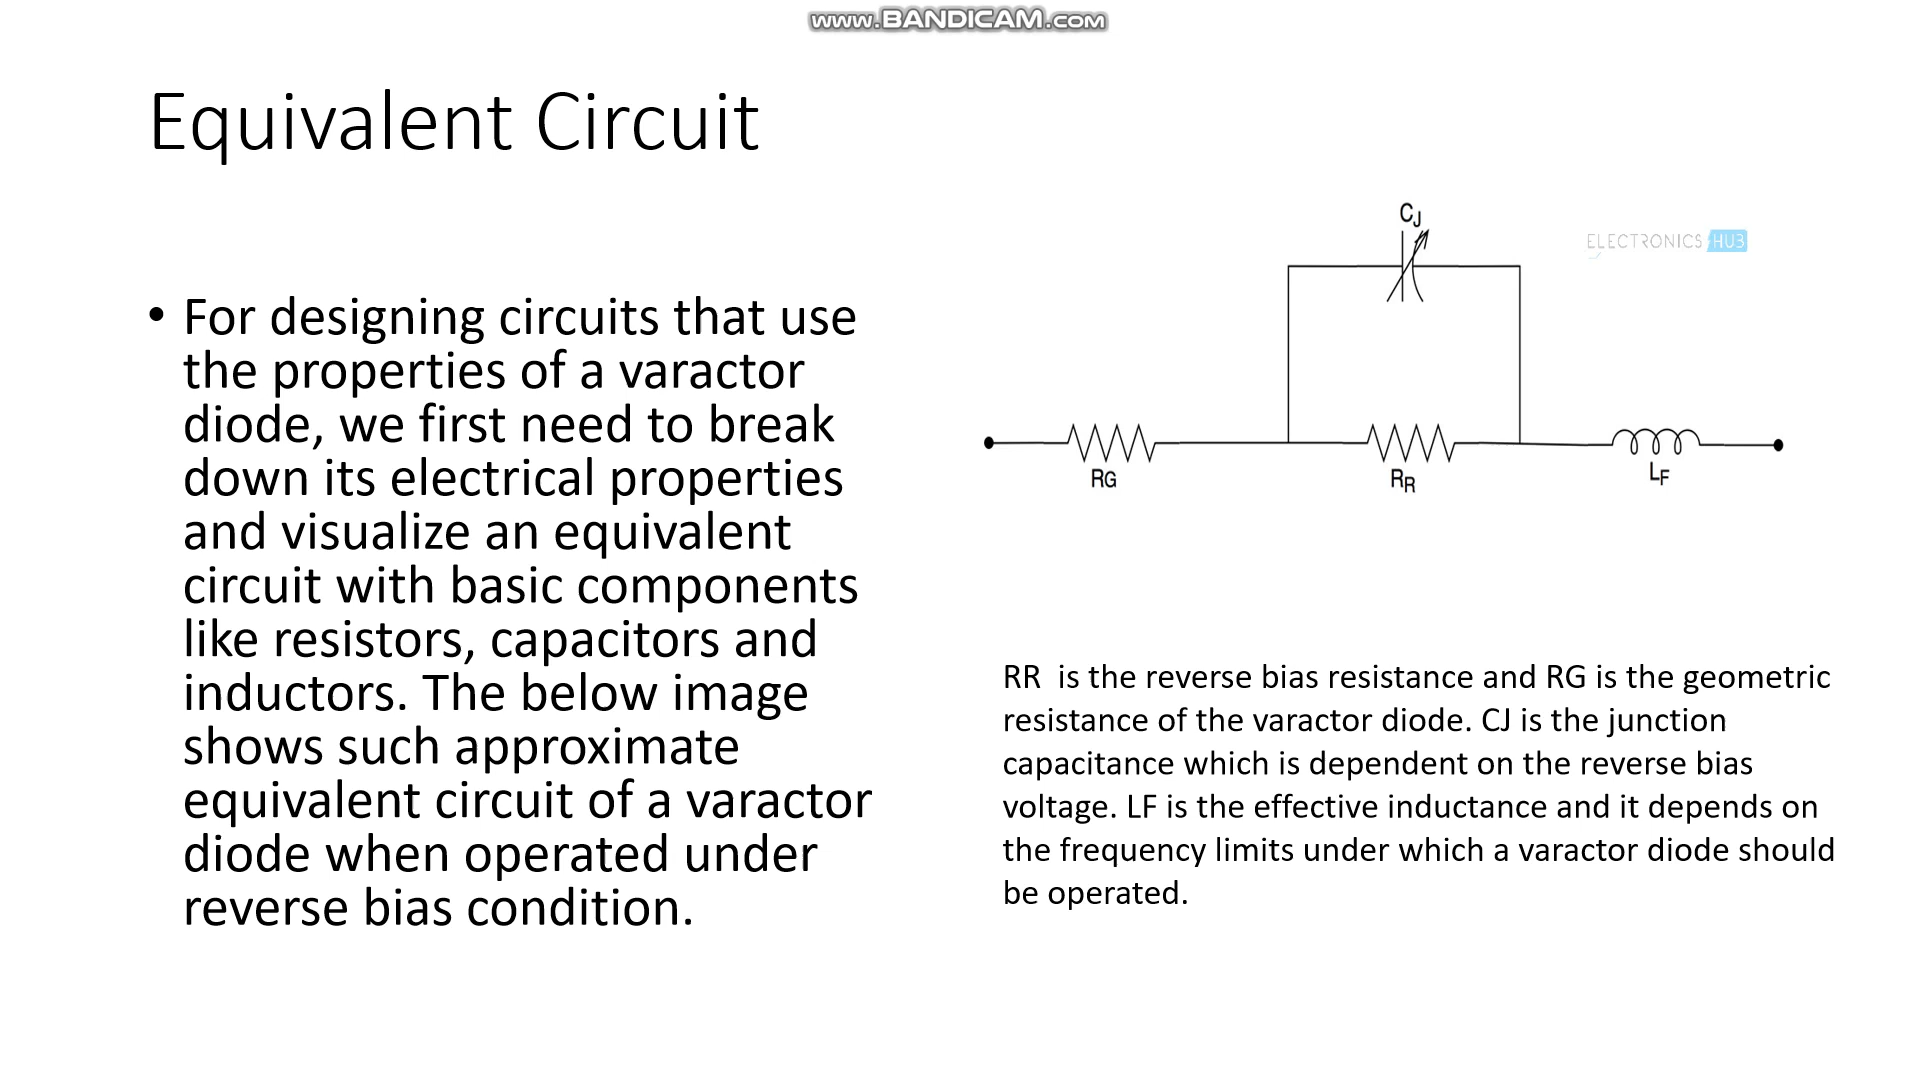 www.BANDICAM.com
Equivalent Circuit
• For designing circuits that use
the properties of a varactor
diode, we first need to break
down its electrical properties
and visualize an equivalent
circuit with basic components
like resistors, capacitors and
inductors. The below image
shows such approximate
equivalent circuit of a varactor
diode when operated under
reverse bias condition.
CJ
ELECTRONICS HUB
RG
RR
LF
RR is the reverse bias resistance and RG is the geometric
resistance of the varactor diode. CJ is the junction
capacitance which is dependent on the reverse bias
voltage. LF is the effective inductance and it depends on
the frequency limits under which a varactor diode should
be operated.